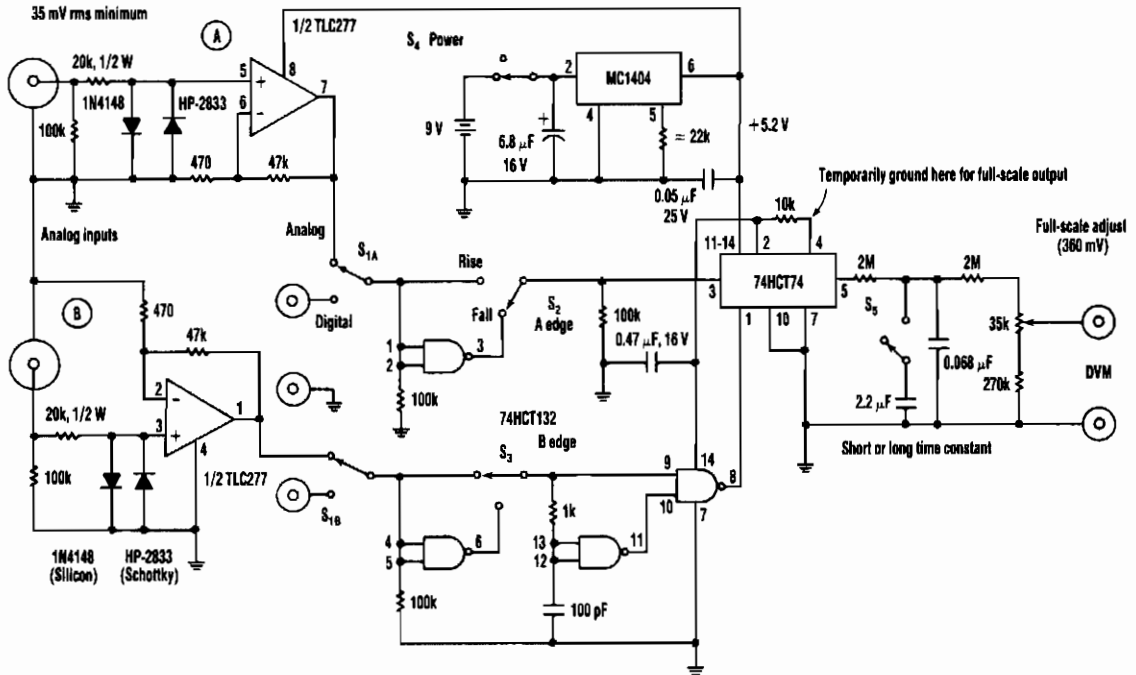 35 mV rms minimum
A
1/2 TLC277
20k, 1/2 W
1N4148
HP-2833
100k
5
+
6
-
8
7
470
47k
Analog inputs
S4 Power
9 V
+
6.8 µF
16 V
2
MC1404
6
4
5
≈ 22k
+5.2 V
0.05 µF
25 V
Temporarily ground here for full-scale output
10k
Full-scale adjust
(360 mV)
Analog
S1A
Digital
Rise
Fall
S2
A edge
1
2
3
100k
100k
0.47 µF, 16 V
11-14
2
4
3
74HCT74
5
1
10
7
2M
S5
2M
35k
0.068 µF
270k
2.2 µF
DVM
Short or long time constant
B
470
47k
2
-
3
+
1
4
20k, 1/2 W
1/2 TLC277
100k
1N4148
(Silicon)
HP-2833
(Schottky)
S1B
74HCT132
S3
B edge
9
10
14
8
7
1k
4
5
6
13
12
11
100k
100 pF